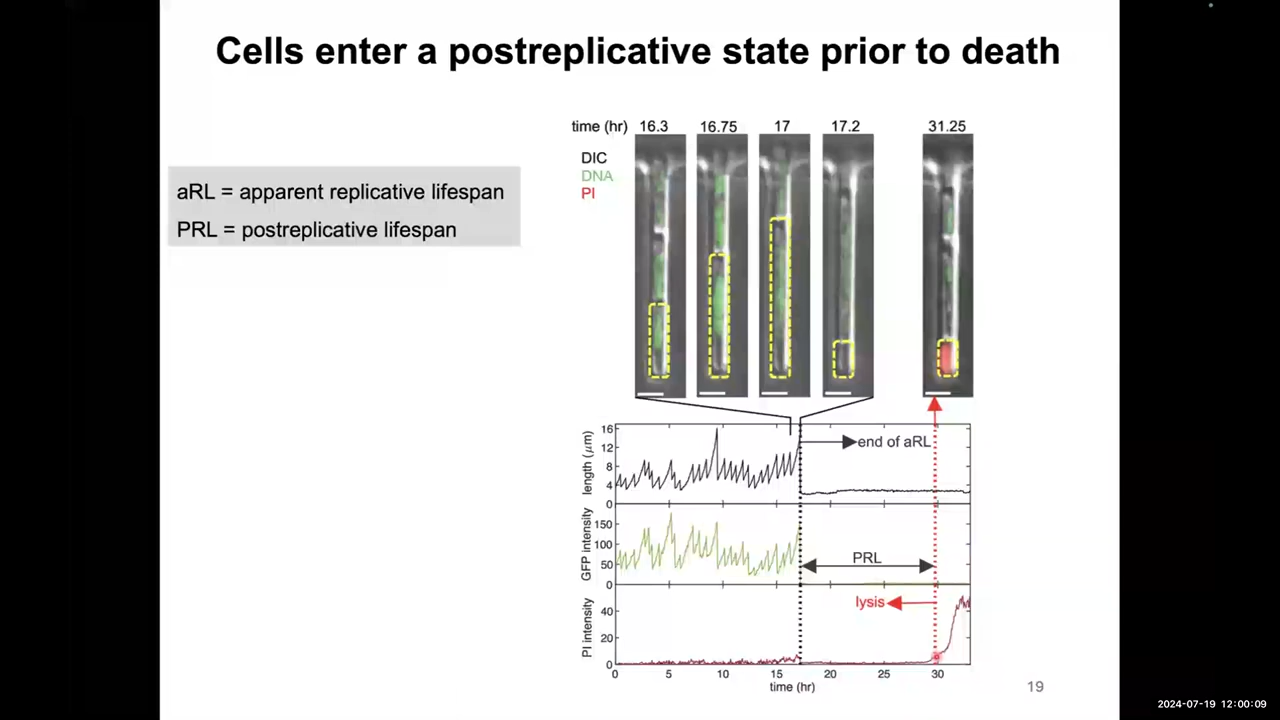 Cells enter a postreplicative state prior to death
aRL = apparent replicative lifespan
PRL = postreplicative lifespan
time (hr) 16.3 16.75 17 17.2 31.25
DIC
DNA
PI
length (μm)
16
12
8
4
0
end of aRL
GFP intensity
150
100
50
0
PRL
PI intensity
40
20
0
lysis
0 5 10 15 20 25 30
time (hr)
19
2024-07-19 12:00:09